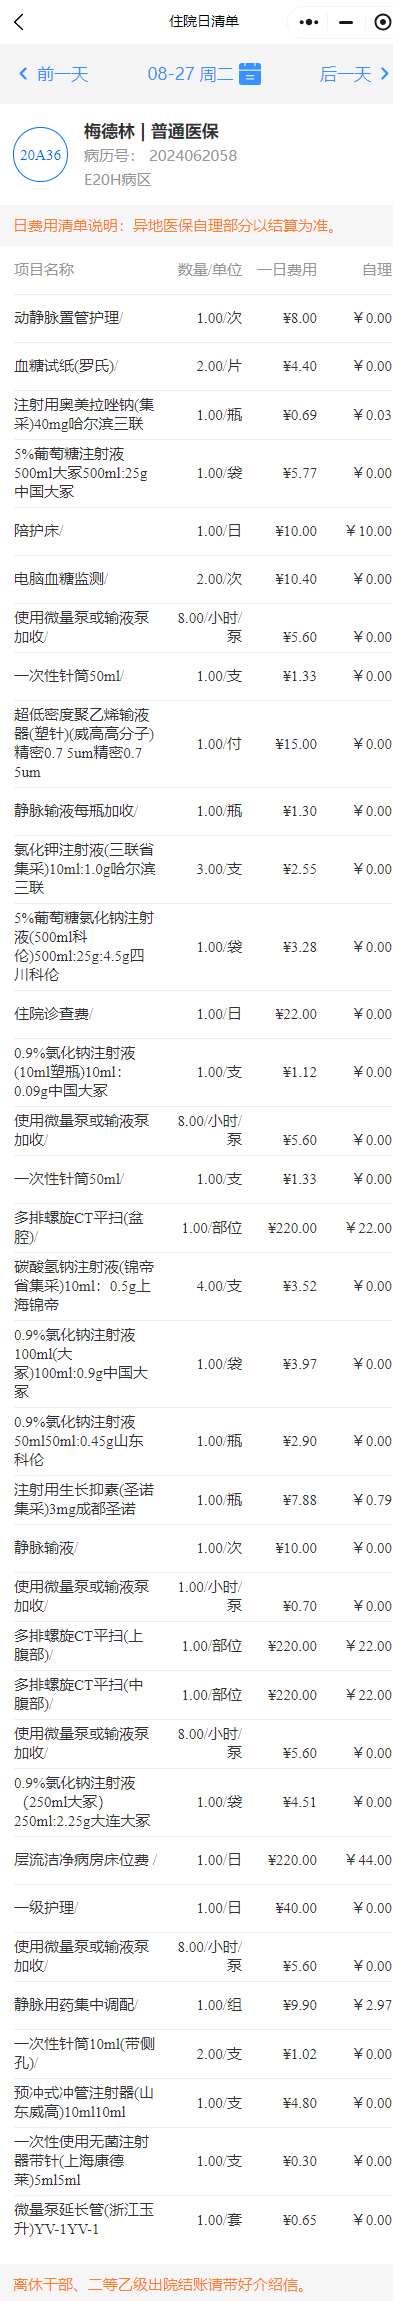 住院日清单
前一天 08-27 周二 后一天
20A36
梅德林 | 普通医保
病历号： 2024062058
E20H病区
日费用清单说明：异地医保自理部分以结算为准。
项目名称 数量/单位 一日费用 自理
动静脉置管护理/ 1.00/次 ¥8.00 ￥0.00
血糖试纸(罗氏)/ 2.00/片 ¥4.40 ￥0.00
注射用奥美拉唑钠(集
采)40mg哈尔滨三联 1.00/瓶 ¥0.69 ￥0.03
5%葡萄糖注射液
500ml大冢500ml:25g 1.00/袋 ¥5.77 ￥0.00
中国大冢
陪护床/ 1.00/日 ¥10.00 ￥10.00
电脑血糖监测/ 2.00/次 ¥10.40 ￥0.00
使用微量泵或输液泵 8.00/小时/
加收/ 泵 ¥5.60 ￥0.00
一次性针筒50ml/ 1.00/支 ¥1.33 ￥0.00
超低密度聚乙烯输液
器(塑针)(威高高分子) 1.00/付 ¥15.00 ￥0.00
精密0.7 5um精密0.7
5um
静脉输液每瓶加收/ 1.00/瓶 ¥1.30 ￥0.00
氯化钾注射液(三联省
集采)10ml:1.0g哈尔滨 3.00/支 ¥2.55 ￥0.00
三联
5%葡萄糖氯化钠注射
液(500ml科
伦)500ml:25g:4.5g四 1.00/袋 ¥3.28 ￥0.00
川科伦
住院诊查费/ 1.00/日 ¥22.00 ￥0.00
0.9%氯化钠注射液
(10ml塑瓶)10ml： 1.00/支 ¥1.12 ￥0.00
0.09g中国大冢
使用微量泵或输液泵 8.00/小时/
加收/ 泵 ¥5.60 ￥0.00
一次性针筒50ml/ 1.00/支 ¥1.33 ￥0.00
多排螺旋CT平扫(盆
腔)/ 1.00/部位 ¥220.00 ￥22.00
碳酸氢钠注射液(锦帝
省集采)10ml：0.5g上 4.00/支 ¥3.52 ￥0.00
海锦帝
0.9%氯化钠注射液
100ml(大
冢)100ml:0.9g中国大 1.00/袋 ¥3.97 ￥0.00
冢
0.9%氯化钠注射液
50ml50ml:0.45g山东 1.00/瓶 ¥2.90 ￥0.00
科伦
注射用生长抑素(圣诺
集采)3mg成都圣诺 1.00/瓶 ¥7.88 ￥0.79
静脉输液/ 1.00/次 ¥10.00 ￥0.00
使用微量泵或输液泵 1.00/小时/
加收/ 泵 ¥0.70 ￥0.00
多排螺旋CT平扫(上
腹部)/ 1.00/部位 ¥220.00 ￥22.00
多排螺旋CT平扫(中
腹部)/ 1.00/部位 ¥220.00 ￥22.00
使用微量泵或输液泵 8.00/小时/
加收/ 泵 ¥5.60 ￥0.00
0.9%氯化钠注射液
（250ml大冢） 1.00/袋 ¥4.51 ￥0.00
250ml:2.25g大连大冢
层流洁净病房床位费 / 1.00/日 ¥220.00 ￥44.00
一级护理/ 1.00/日 ¥40.00 ￥0.00
使用微量泵或输液泵 8.00/小时/
加收/ 泵 ¥5.60 ￥0.00
静脉用药集中调配/ 1.00/组 ¥9.90 ￥2.97
一次性针筒10ml(带侧
孔)/ 2.00/支 ¥1.02 ￥0.00
预冲式冲管注射器(山
东威高)10ml10ml 1.00/支 ¥4.80 ￥0.00
一次性使用无菌注射
器带针(上海康德 1.00/支 ¥0.30 ￥0.00
莱)5ml5ml
微量泵延长管(浙江玉
升)YV-1YV-1 1.00/套 ¥0.65 ￥0.00
离休干部、二等乙级出院结账请带好介绍信。